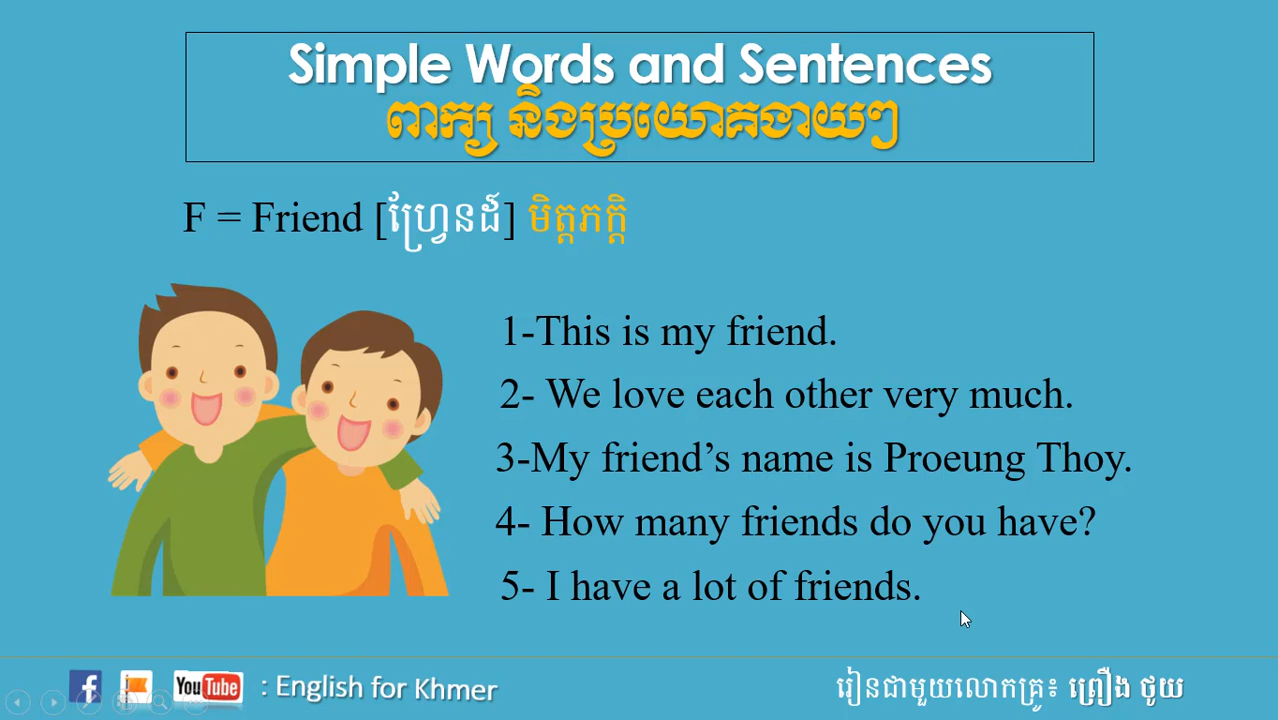 Simple Words and Sentences
ពាក្យ និងប្រយោគងាយៗ
F = Friend [ហ្វ្រែនដ៍] មិត្តភក្តិ
1-This is my friend.
2- We love each other very much.
3-My friend’s name is Proeung Thoy.
4- How many friends do you have?
5- I have a lot of friends.
f YouTube : English for Khmer
រៀនជាមួយលោកគ្រូ៖ ព្រឿង ថូយ